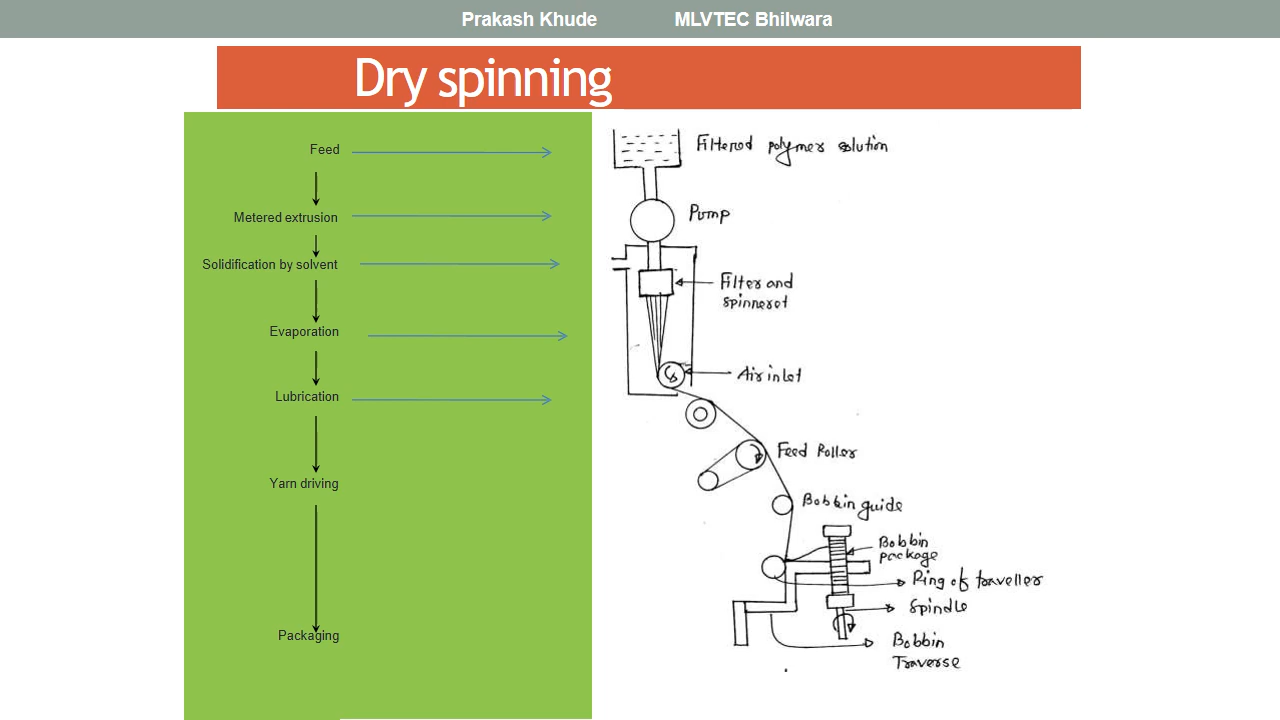 Prakash Khude MLVTEC Bhilwara
Dry spinning
Feed
Metered extrusion
Solidification by solvent
Evaporation
Lubrication
Yarn driving
Packaging
Filtered polymer solution
Pump
Filter and
spinneret
Air inlet
Feed Roller
Bobbin guide
Bobbin
package
Ring of traveller
Spindle
Bobbin
Traverse